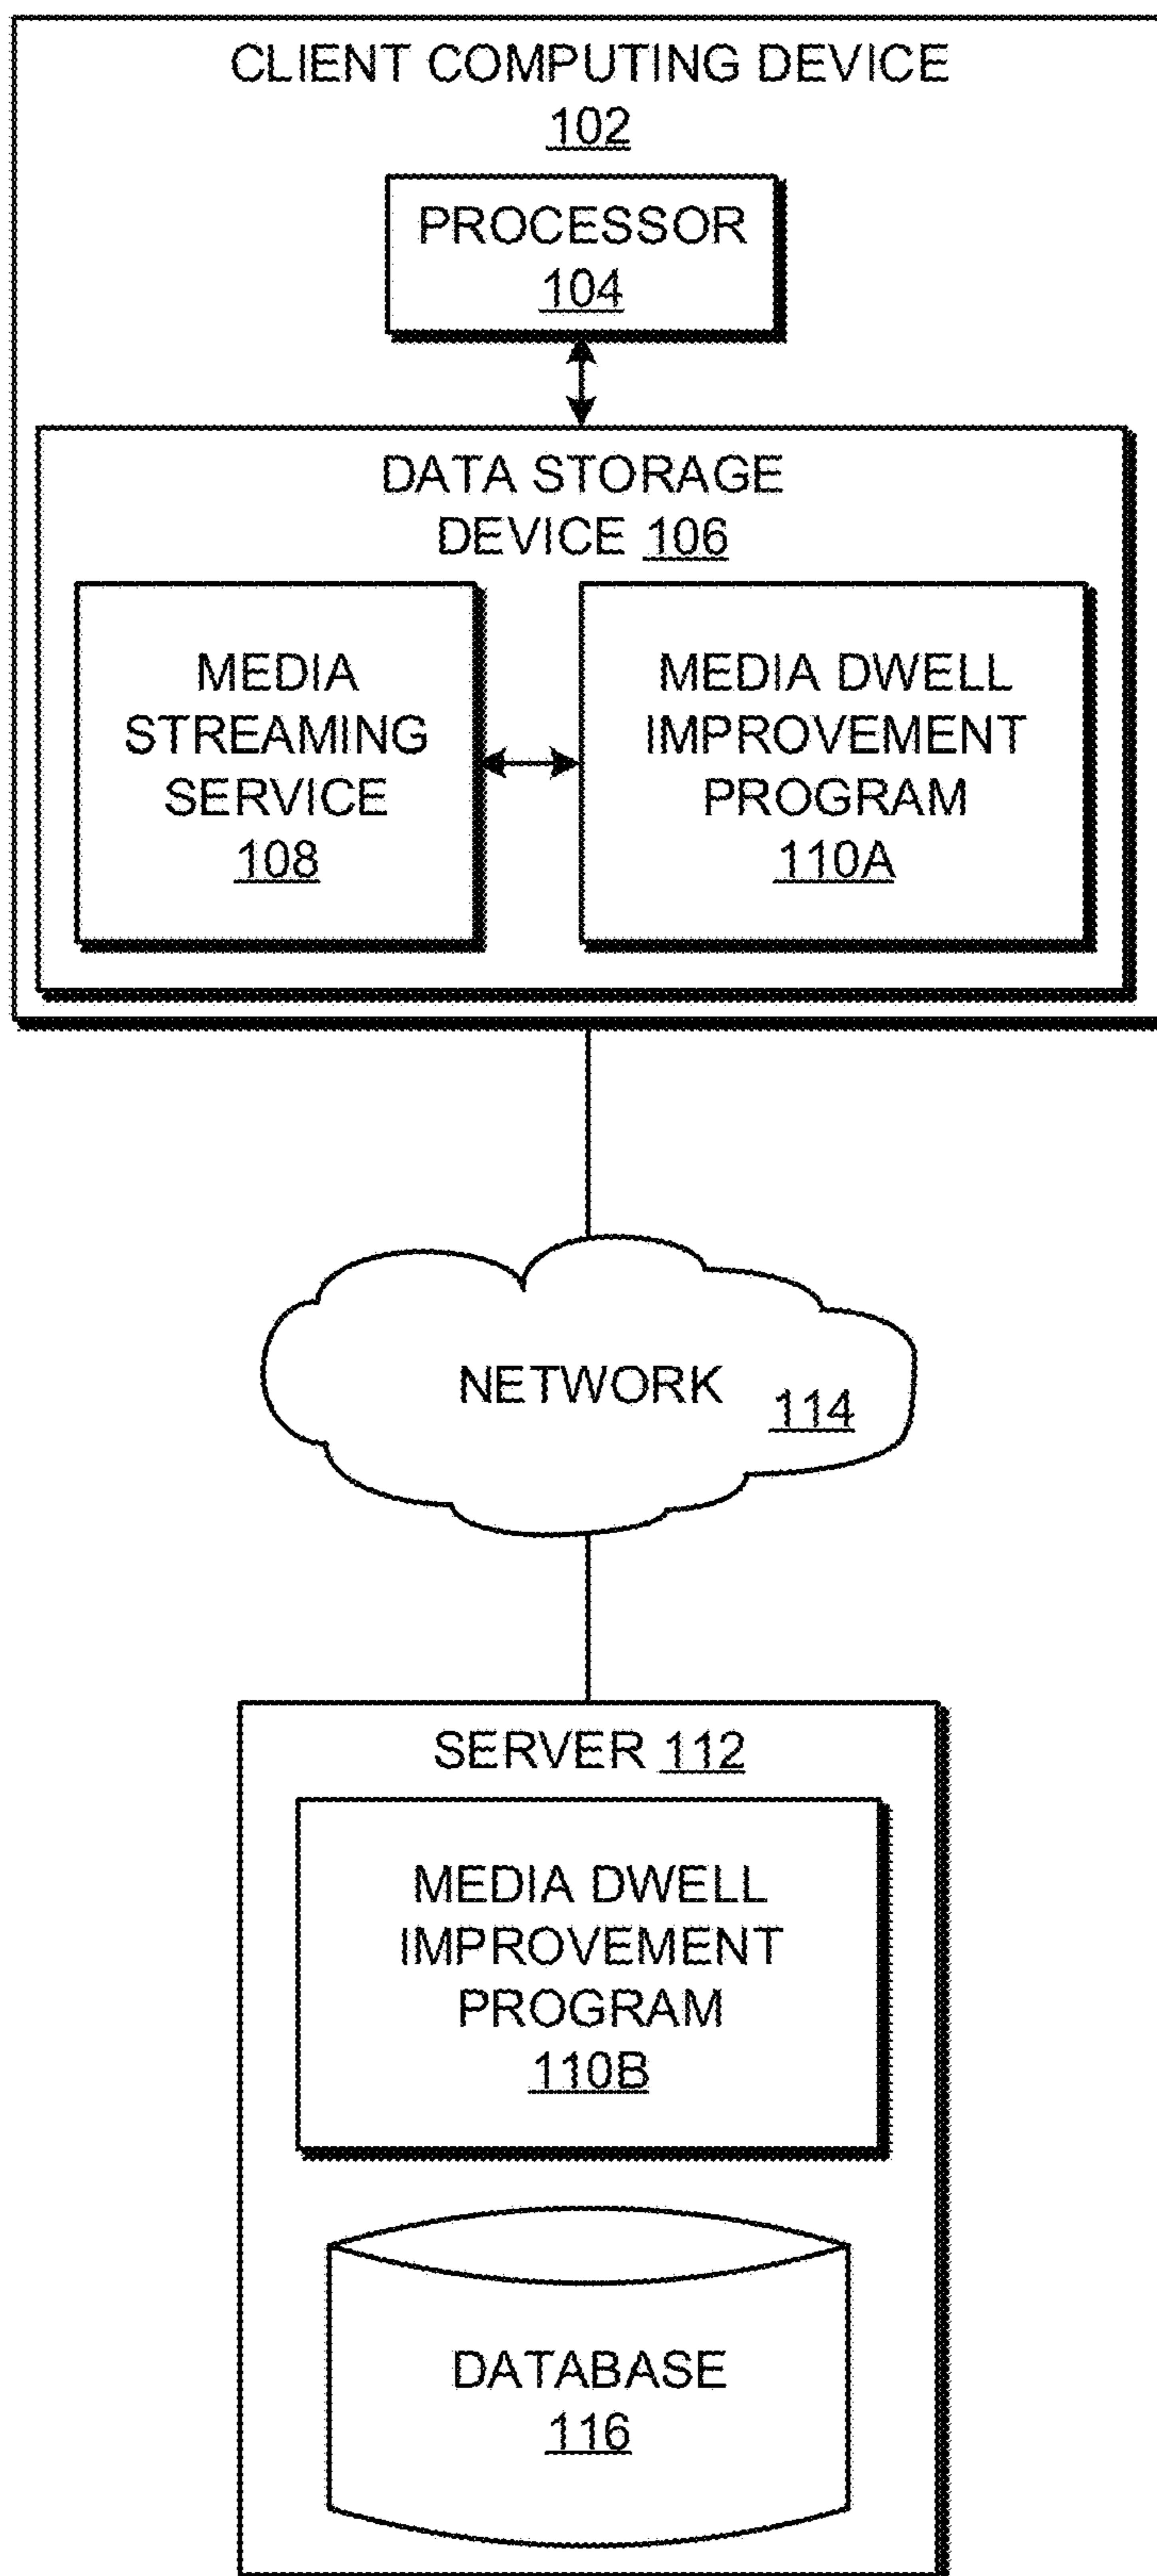 CLIENT COMPUTING DEVICE
102
PROCESSOR
104
DATA STORAGE
DEVICE 106
MEDIA
STREAMING
SERVICE
108
MEDIA DWELL
IMPROVEMENT
PROGRAM
110A
NETWORK 114
SERVER 112
MEDIA DWELL
IMPROVEMENT
PROGRAM
110B
DATABASE
116